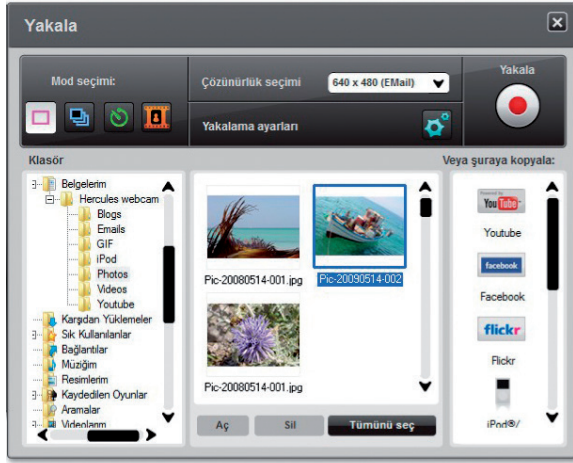 Yakala
Mod seçimi:
Çözünürlük seçimi
640 x 480 (EMail)
Yakala
Yakalama ayarları
Klasör
Veya şuraya kopyala:
Belgelerim
Hercules webcam
Blogs
Emails
GIF
iPod
Photos
Videos
Youtube
Karşıdan Yüklemeler
Sık Kullanılanlar
Bağlantılar
Müziğim
Resimlerim
Kaydedilen Oyunlar
Aramalar
Videolarım
Pic-20080514-001.jpg
Pic-20090514-002
Pic-20080514-001.jpg
Aç
Sil
Tümünü seç
Powered by
YouTube
Youtube
facebook
Facebook
flickr
Flickr
iPod®/